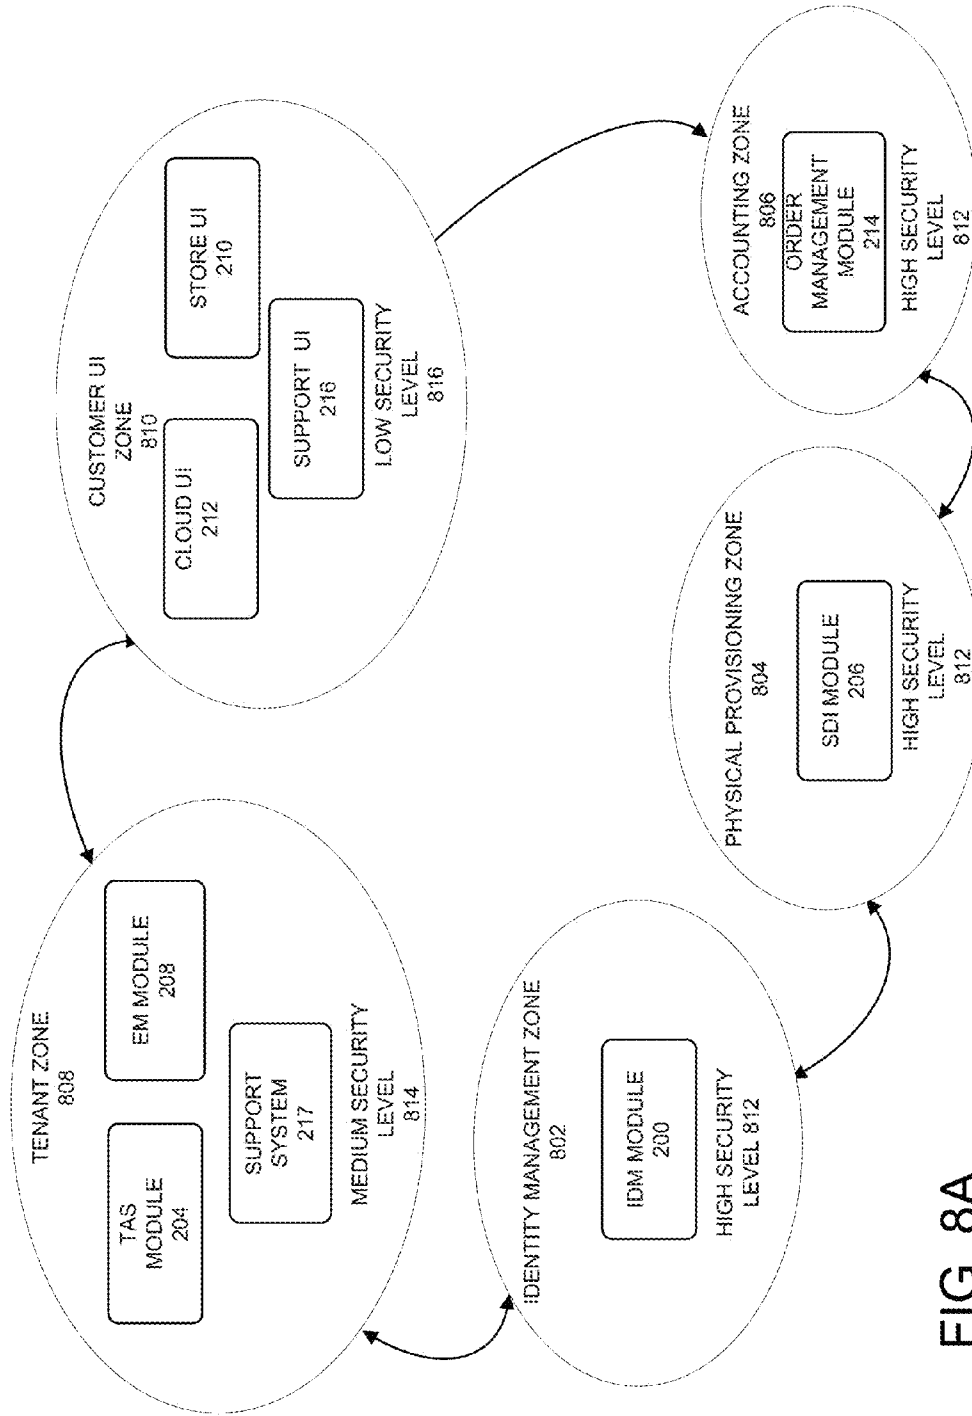 TENANT ZONE
808
TAS
MODULE
204
EM MODULE
208
SUPPORT
SYSTEM
217
MEDIUM SECURITY
LEVEL
814
CUSTOMER UI
ZONE
810
CLOUD UI
212
STORE UI
210
SUPPORT UI
216
LOW SECURITY
LEVEL
816
IDENTITY MANAGEMENT ZONE
802
IDM MODULE
200
HIGH SECURITY
LEVEL 812
PHYSICAL PROVISIONING ZONE
804
SDI MODULE
206
HIGH SECURITY
LEVEL
812
ACCOUNTING ZONE
806
ORDER
MANAGEMENT
MODULE
214
HIGH SECURITY
LEVEL
812
FIG. 8A